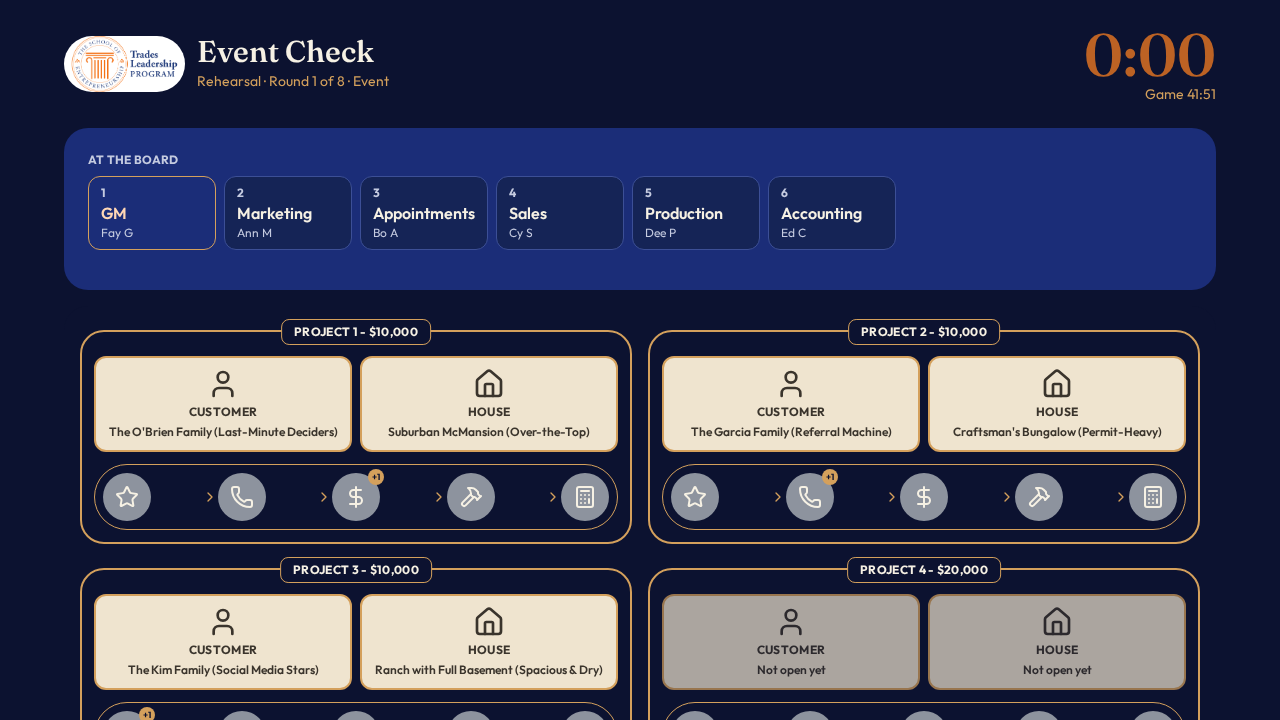 THE SCHOOL OF
ENTREPRENEURSHIP
Trades
Leadership
PROGRAM
Event Check
Rehearsal · Round 1 of 8 · Event
0:00
Game 41:51
AT THE BOARD
1
GM
Fay G
2
Marketing
Ann M
3
Appointments
Bo A
4
Sales
Cy S
5
Production
Dee P
6
Accounting
Ed C
PROJECT 1 - $10,000
CUSTOMER
The O'Brien Family (Last-Minute Deciders)
HOUSE
Suburban McMansion (Over-the-Top)
+1
PROJECT 2 - $10,000
CUSTOMER
The Garcia Family (Referral Machine)
HOUSE
Craftsman's Bungalow (Permit-Heavy)
+1
PROJECT 3 - $10,000
CUSTOMER
The Kim Family (Social Media Stars)
HOUSE
Ranch with Full Basement (Spacious & Dry)
+1
PROJECT 4 - $20,000
CUSTOMER
Not open yet
HOUSE
Not open yet